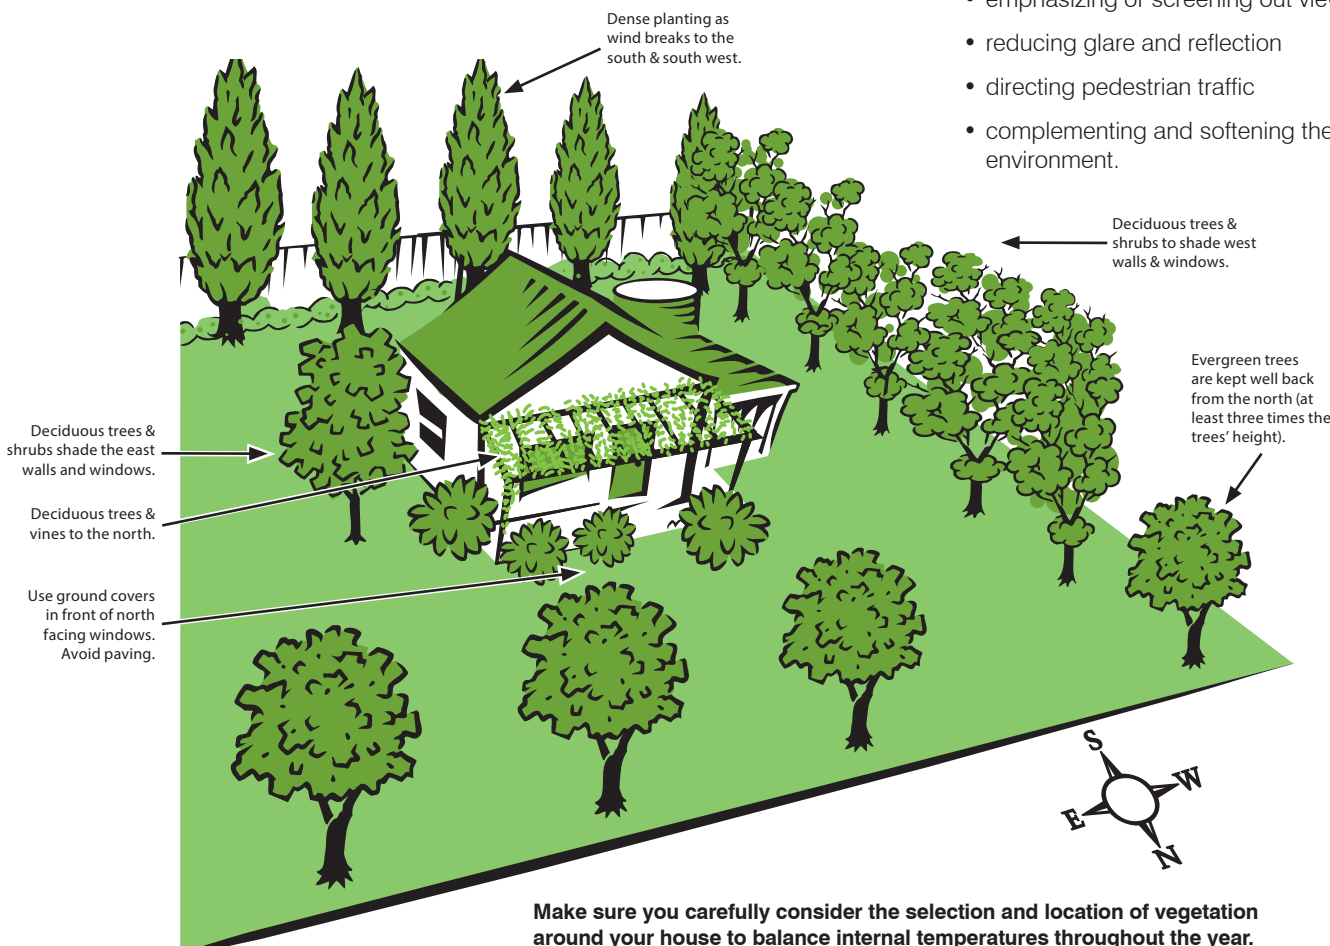 Dense planting as
wind breaks to the
south & south west.
• emphasizing or screening out
• reducing glare and reflection
• directing pedestrian traffic
• complementing and softening the
environment.
Deciduous trees &
shrubs to shade west
walls & windows.
Evergreen trees
are kept well back
from the north (at
least three times the
trees’ height).
Deciduous trees &
shrubs shade the east
walls and windows.
Deciduous trees &
vines to the north.
Use ground covers
in front of north
facing windows.
Avoid paving.
S
W
E
N
Make sure you carefully consider the selection and location of vegetation
around your house to balance internal temperatures throughout the year.